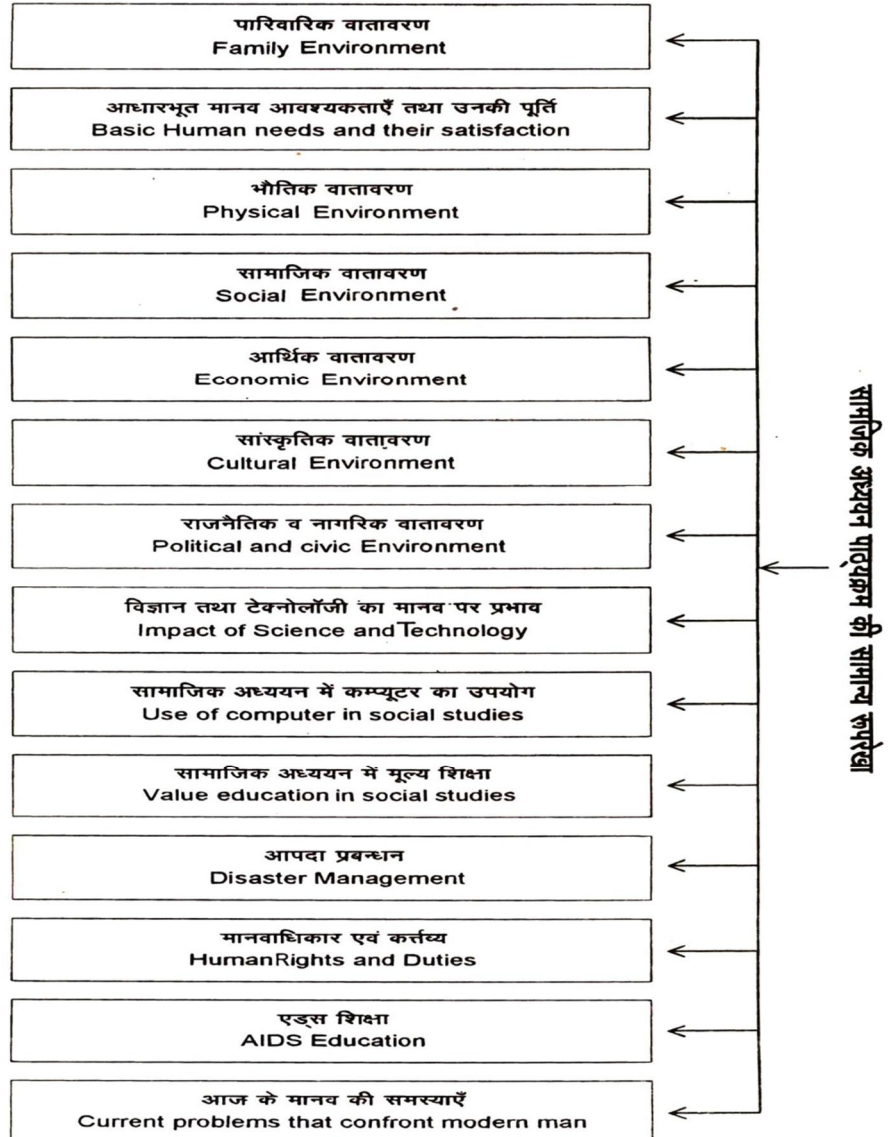 पारिवारिक वातावरण
Family Environment
आधारभूत मानव आवश्यकताएँ तथा उनकी पूर्ति
Basic Human needs and their satisfaction
भौतिक वातावरण
Physical Environment
सामाजिक वातावरण
Social Environment
आर्थिक वातावरण
Economic Environment
सांस्कृतिक वातावरण
Cultural Environment
राजनैतिक व नागरिक वातावरण
Political and civic Environment
विज्ञान तथा टेक्नोलॉजी का मानव पर प्रभाव
Impact of Science and Technology
सामाजिक अध्ययन में कम्प्यूटर का उपयोग
Use of computer in social studies
सामाजिक अध्ययन में मूल्य शिक्षा
Value education in social studies
आपदा प्रबन्धन
Disaster Management
मानवाधिकार एवं कर्त्तव्य
HumanRights and Duties
एड्स शिक्षा
AIDS Education
आज के मानव की समस्याएँ
Current problems that confront modern man
सामाजिक अध्ययन पाठ्यक्रम की सामान्य रूपरेखा